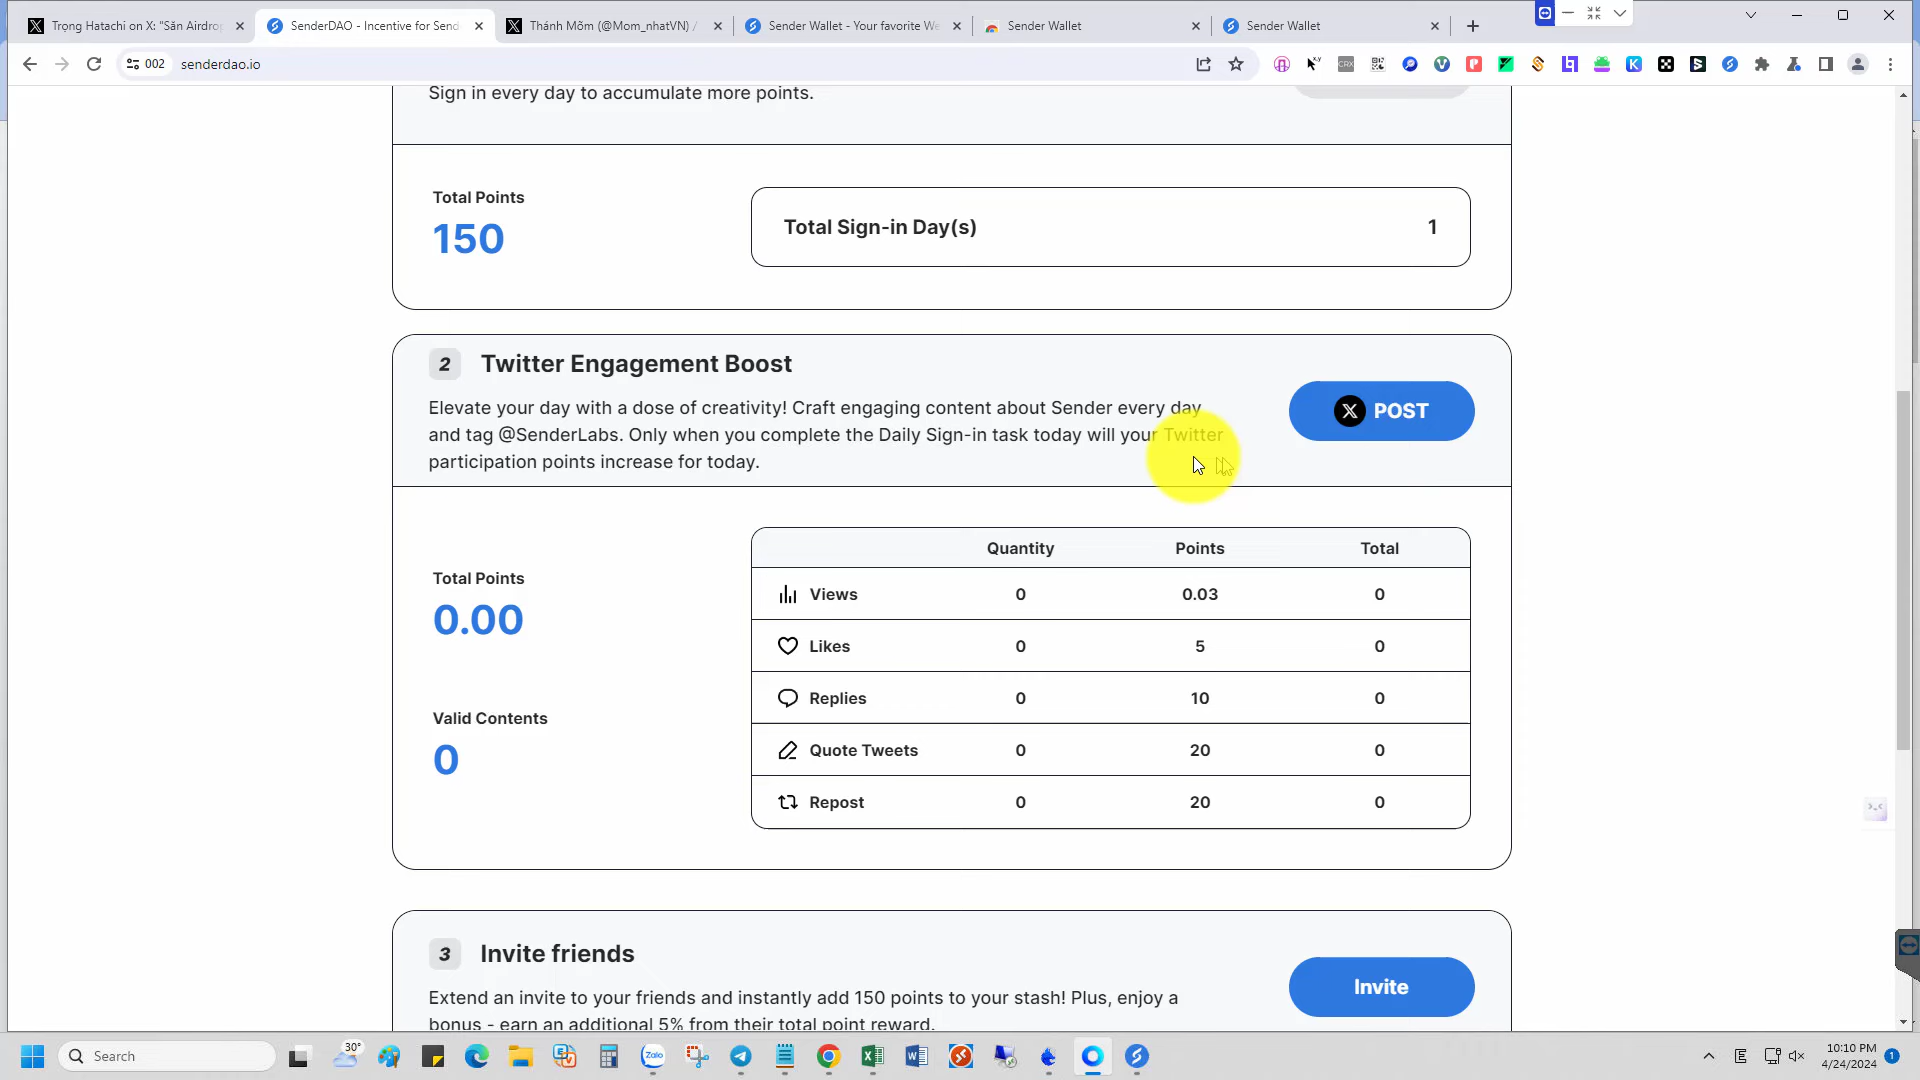 Trọng Hatachi on X: "Săn Airdrop
SenderDAO - Incentive for Send
Thánh Mõm (@Mom_nhatVN) /
Sender Wallet - Your favorite We
Sender Wallet
Sender Wallet
002
senderdao.io
Sign in every day to accumulate more points.
Total Points
150
Total Sign-in Day(s)
1
2
Twitter Engagement Boost
Elevate your day with a dose of creativity! Craft engaging content about Sender every day
and tag @SenderLabs. Only when you complete the Daily Sign-in task today will your Twitter
participation points increase for today.
POST
Total Points
0.00
Valid Contents
0
Quantity Points Total
Views 0 0.03 0
Likes 0 5 0
Replies 0 10 0
Quote Tweets 0 20 0
Repost 0 20 0
3
Invite friends
Extend an invite to your friends and instantly add 150 points to your stash! Plus, enjoy a
bonus - earn an additional 5% from their total point reward.
Invite
Search
30°
Zalo
10:10 PM
4/24/2024
1